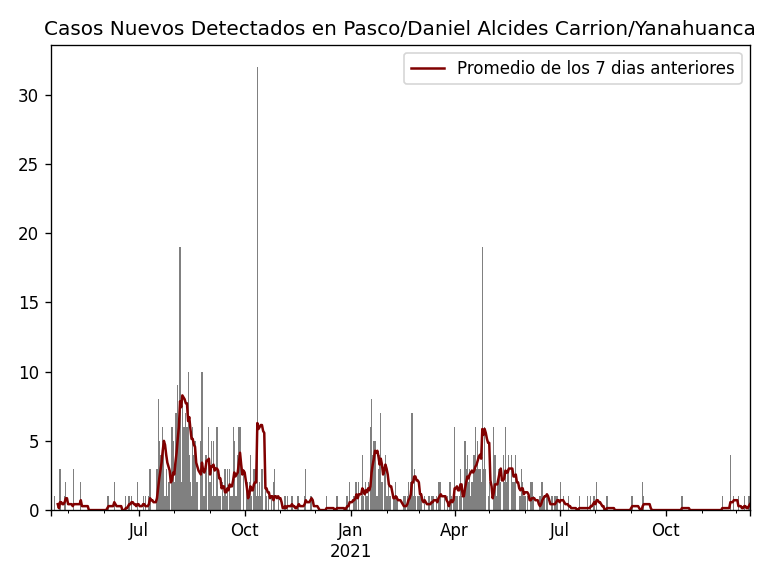 Casos Nuevos Detectados en Pasco/Daniel Alcides Carrion/Yanahuanca
Promedio de los 7 dias anteriores
30
25
20
15
10
5
0
Jul Oct Jan Apr Jul Oct
2021